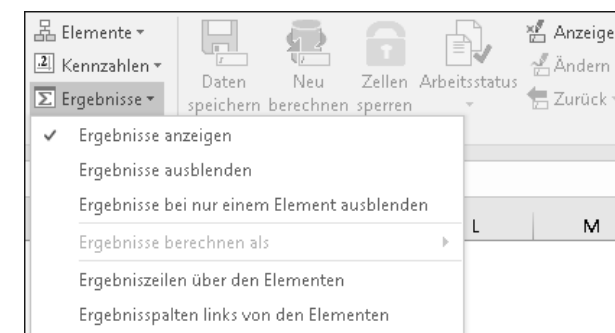 Elemente
Kennzahlen
Ergebnisse
Daten speichern
Neu berechnen
Zellen sperren
Arbeitsstatus
Anzeige
Ändern
Zurück
Ergebnisse anzeigen
Ergebnisse ausblenden
Ergebnisse bei nur einem Element ausblenden
Ergebnisse berechnen als
Ergebniszeilen über den Elementen
Ergebnisspalten links von den Elementen
L
M